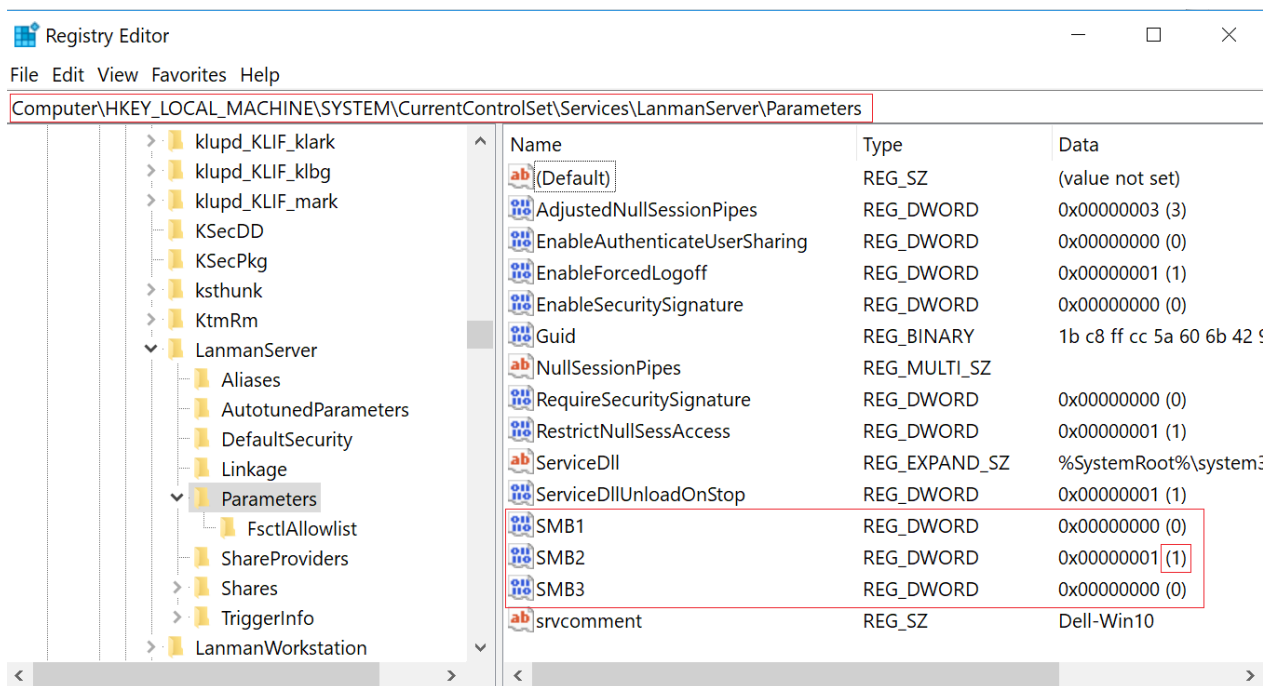 Registry Editor
File Edit View Favorites Help
Computer\HKEY_LOCAL_MACHINE\SYSTEM\CurrentControlSet\Services\LanmanServer\Parameters
klupd_KLIF_klark
klupd_KLIF_klbg
klupd_KLIF_mark
KSecDD
KSecPkg
ksthunk
KtmRm
LanmanServer
Aliases
AutotunedParameters
DefaultSecurity
Linkage
Parameters
FsctlAllowlist
ShareProviders
Shares
TriggerInfo
LanmanWorkstation
Name Type Data
(Default) REG_SZ (value not set)
AdjustedNullSessionPipes REG_DWORD 0x00000003 (3)
EnableAuthenticateUserSharing REG_DWORD 0x00000000 (0)
EnableForcedLogoff REG_DWORD 0x00000001 (1)
EnableSecuritySignature REG_DWORD 0x00000000 (0)
Guid REG_BINARY 1b c8 ff cc 5a 60 6b 42 9
NullSessionPipes REG_MULTI_SZ
RequireSecuritySignature REG_DWORD 0x00000000 (0)
RestrictNullSessAccess REG_DWORD 0x00000001 (1)
ServiceDll REG_EXPAND_SZ %SystemRoot%\system3
ServiceDllUnloadOnStop REG_DWORD 0x00000001 (1)
SMB1 REG_DWORD 0x00000000 (0)
SMB2 REG_DWORD 0x00000001 (1)
SMB3 REG_DWORD 0x00000000 (0)
srvcomment REG_SZ Dell-Win10